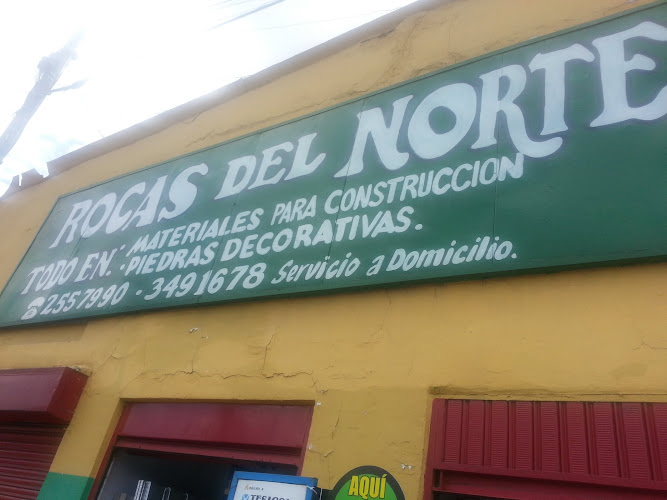 ROCAS DEL NORTE
TODO EN: • MATERIALES PARA CONSTRUCCION
• PIEDRAS DECORATIVAS.
☎ 2557990 - 3491678 Servicio a Domicilio.
AQUÍ